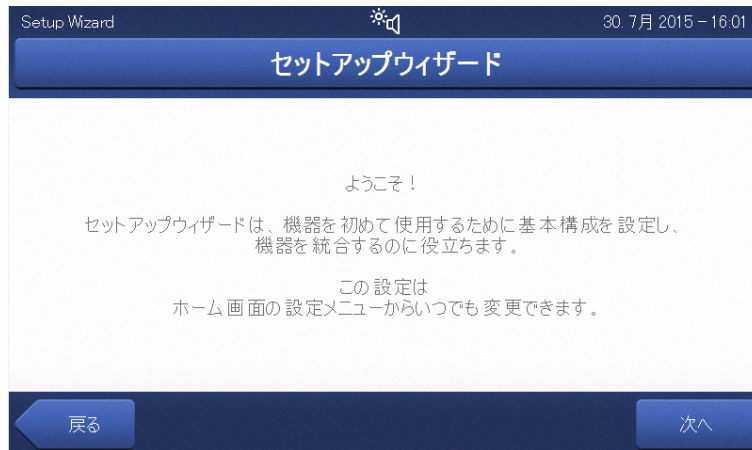 Setup Wizard
30. 7月 2015 – 16:01
セットアップウィザード
ようこそ！
セットアップウィザードは、機器を初めて使用するために基本構成を設定し、
機器を統合するのに役立ちます。
この設定は
ホーム画面の設定メニューからいつでも変更できます。
戻る
次へ